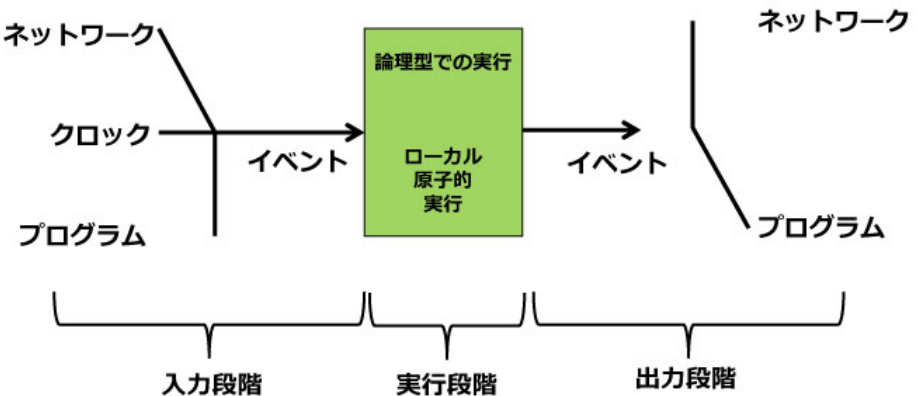 ネットワーク
クロック
プログラム
イベント
論理型での実行
ローカル
原子的
実行
イベント
ネットワーク
プログラム
入力段階
実行段階
出力段階